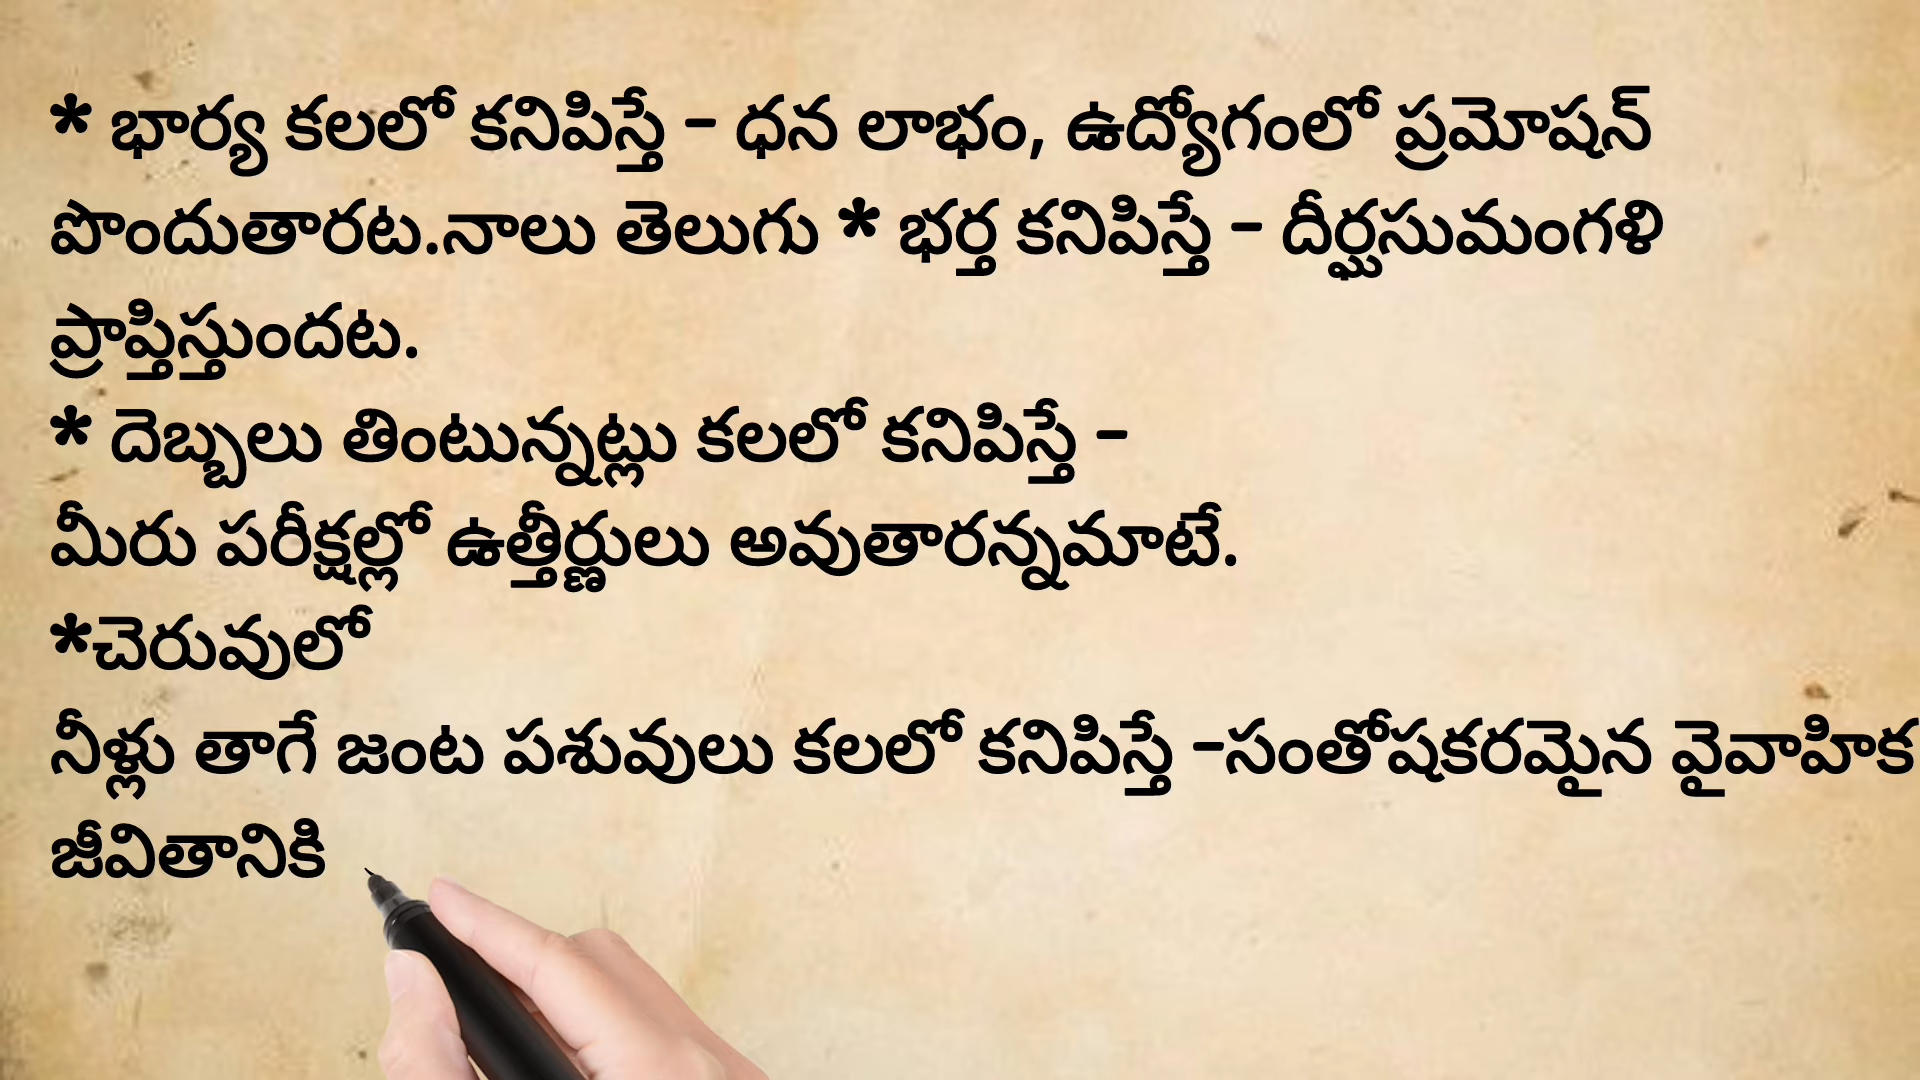 * భార్య కలలో కనిపిస్తే - ధన లాభం, ఉద్యోగంలో ప్రమోషన్
పొందుతారట.నాలు తెలుగు * భర్త కనిపిస్తే - దీర్ఘసుమంగళి
ప్రాప్తిస్తుందట.
* దెబ్బలు తింటున్నట్లు కలలో కనిపిస్తే -
మీరు పరీక్షల్లో ఉత్తీర్ణులు అవుతారన్నమాటే.
*చెరువులో
నీళ్లు తాగే జంట పశువులు కలలో కనిపిస్తే -సంతోషకరమైన వైవాహిక
జీవితానికి